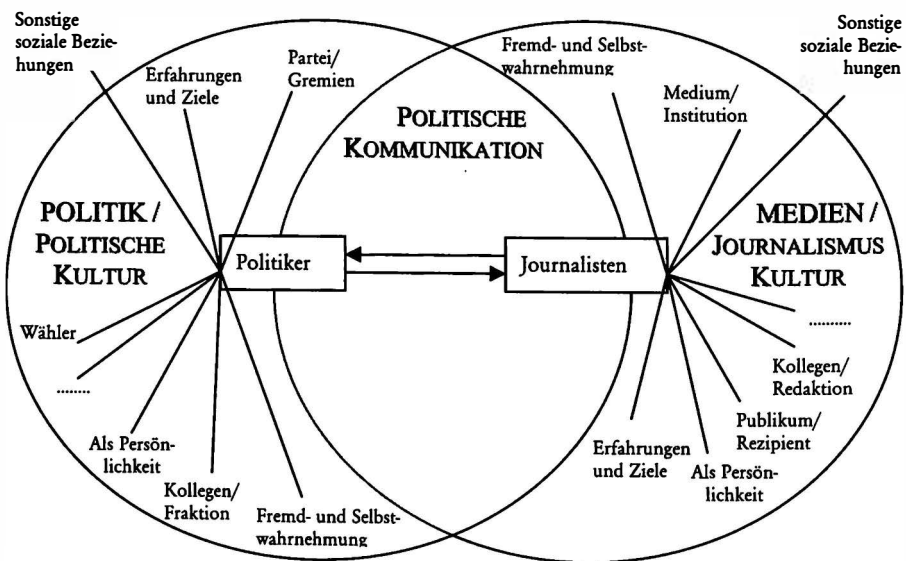 Sonstige
soziale Bezie-
hungen
Erfahrungen
und Ziele
Partei/
Gremien
Fremd- und Selbst-
wahrnehmung
Medium/
Institution
Sonstige
soziale Bezie-
hungen
POLITISCHE
KOMMUNIKATION
POLITIK /
POLITISCHE
KULTUR
Politiker
Journalisten
MEDIEN /
JOURNALISMUS
KULTUR
Wähler
........
Als Persön-
lichkeit
Kollegen/
Fraktion
Fremd- und Selbst-
wahrnehmung
..........
Kollegen/
Redaktion
Publikum/
Rezipient
Erfahrungen
und Ziele
Als Persön-
lichkeit